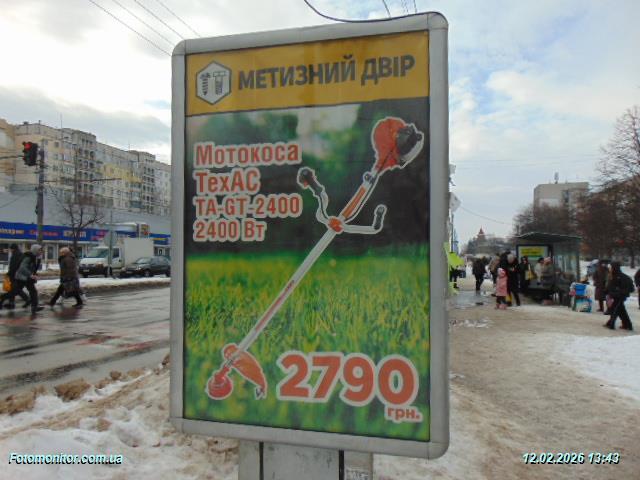 МЕТИЗНИЙ ДВІР
Мотокоса
ТехАС
ТА-GT-2400
2400 Вт
2790
грн.
Fotomonitor.com.ua
12.02.2026 13:43